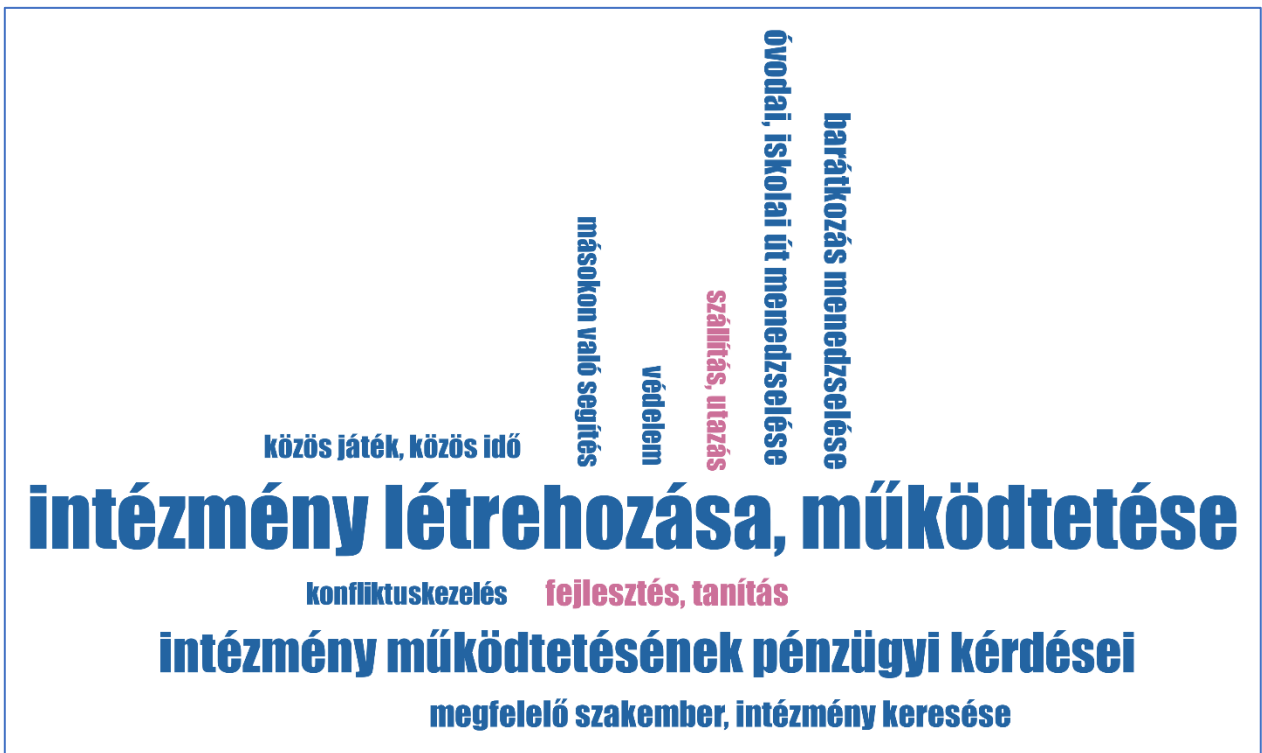 óvodai, iskolai út menedzselése
barátkozás menedzselése
másokon való segítés
szállítás, utazás
védelem
közös játék, közös idő
intézmény létrehozása, működtetése
konfliktuskezelés
fejlesztés, tanítás
intézmény működtetésének pénzügyi kérdései
megfelelő szakember, intézmény keresése